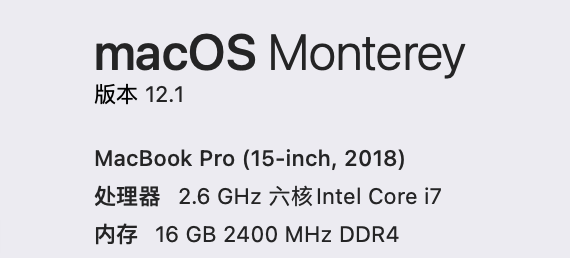 macOS Monterey
版本 12.1
MacBook Pro (15-inch, 2018)
处理器 2.6 GHz 六核Intel Core i7
内存 16 GB 2400 MHz DDR4